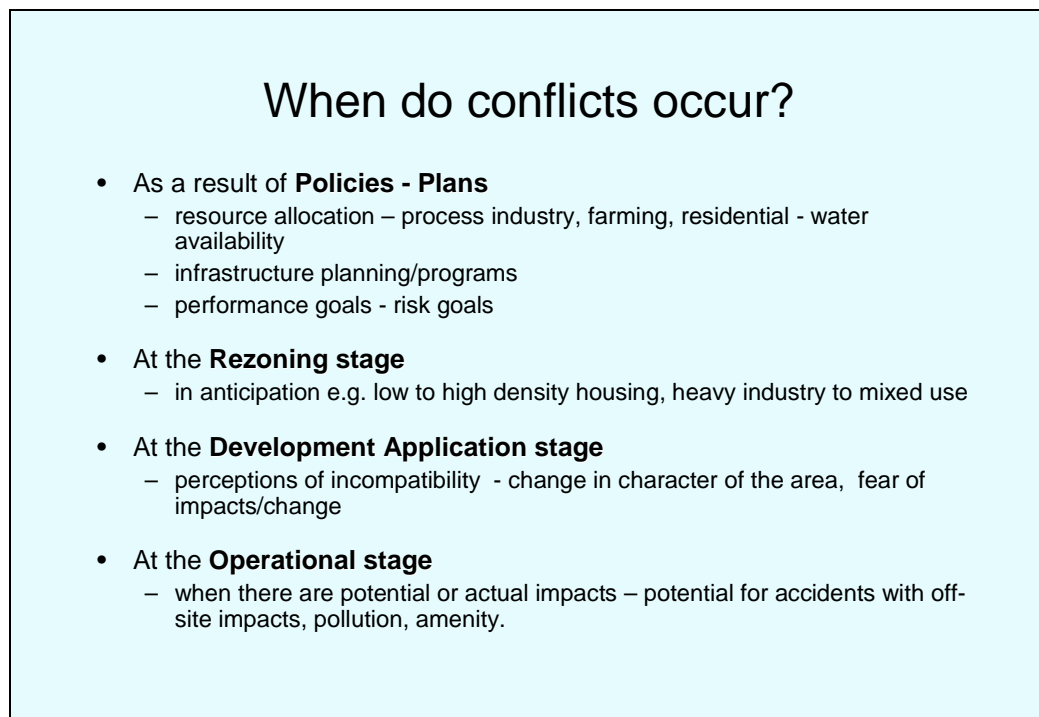 When do conflicts occur?
• As a result of Policies - Plans
– resource allocation – process industry, farming, residential - water
availability
– infrastructure planning/programs
– performance goals - risk goals
• At the Rezoning stage
– in anticipation e.g. low to high density housing, heavy industry to mixed use
• At the Development Application stage
– perceptions of incompatibility - change in character of the area, fear of
impacts/change
• At the Operational stage
– when there are potential or actual impacts – potential for accidents with off-
site impacts, pollution, amenity.